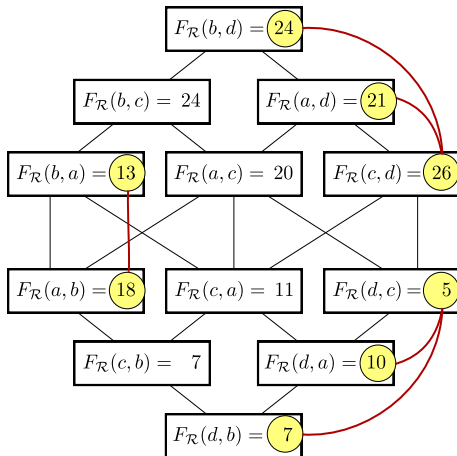 F_ℛ(b, d) = 24
F_ℛ(b, c) = 24 F_ℛ(a, d) = 21
F_ℛ(b, a) = 13 F_ℛ(a, c) = 20 F_ℛ(c, d) = 26
F_ℛ(a, b) = 18 F_ℛ(c, a) = 11 F_ℛ(d, c) = 5
F_ℛ(c, b) = 7 F_ℛ(d, a) = 10
F_ℛ(d, b) = 7